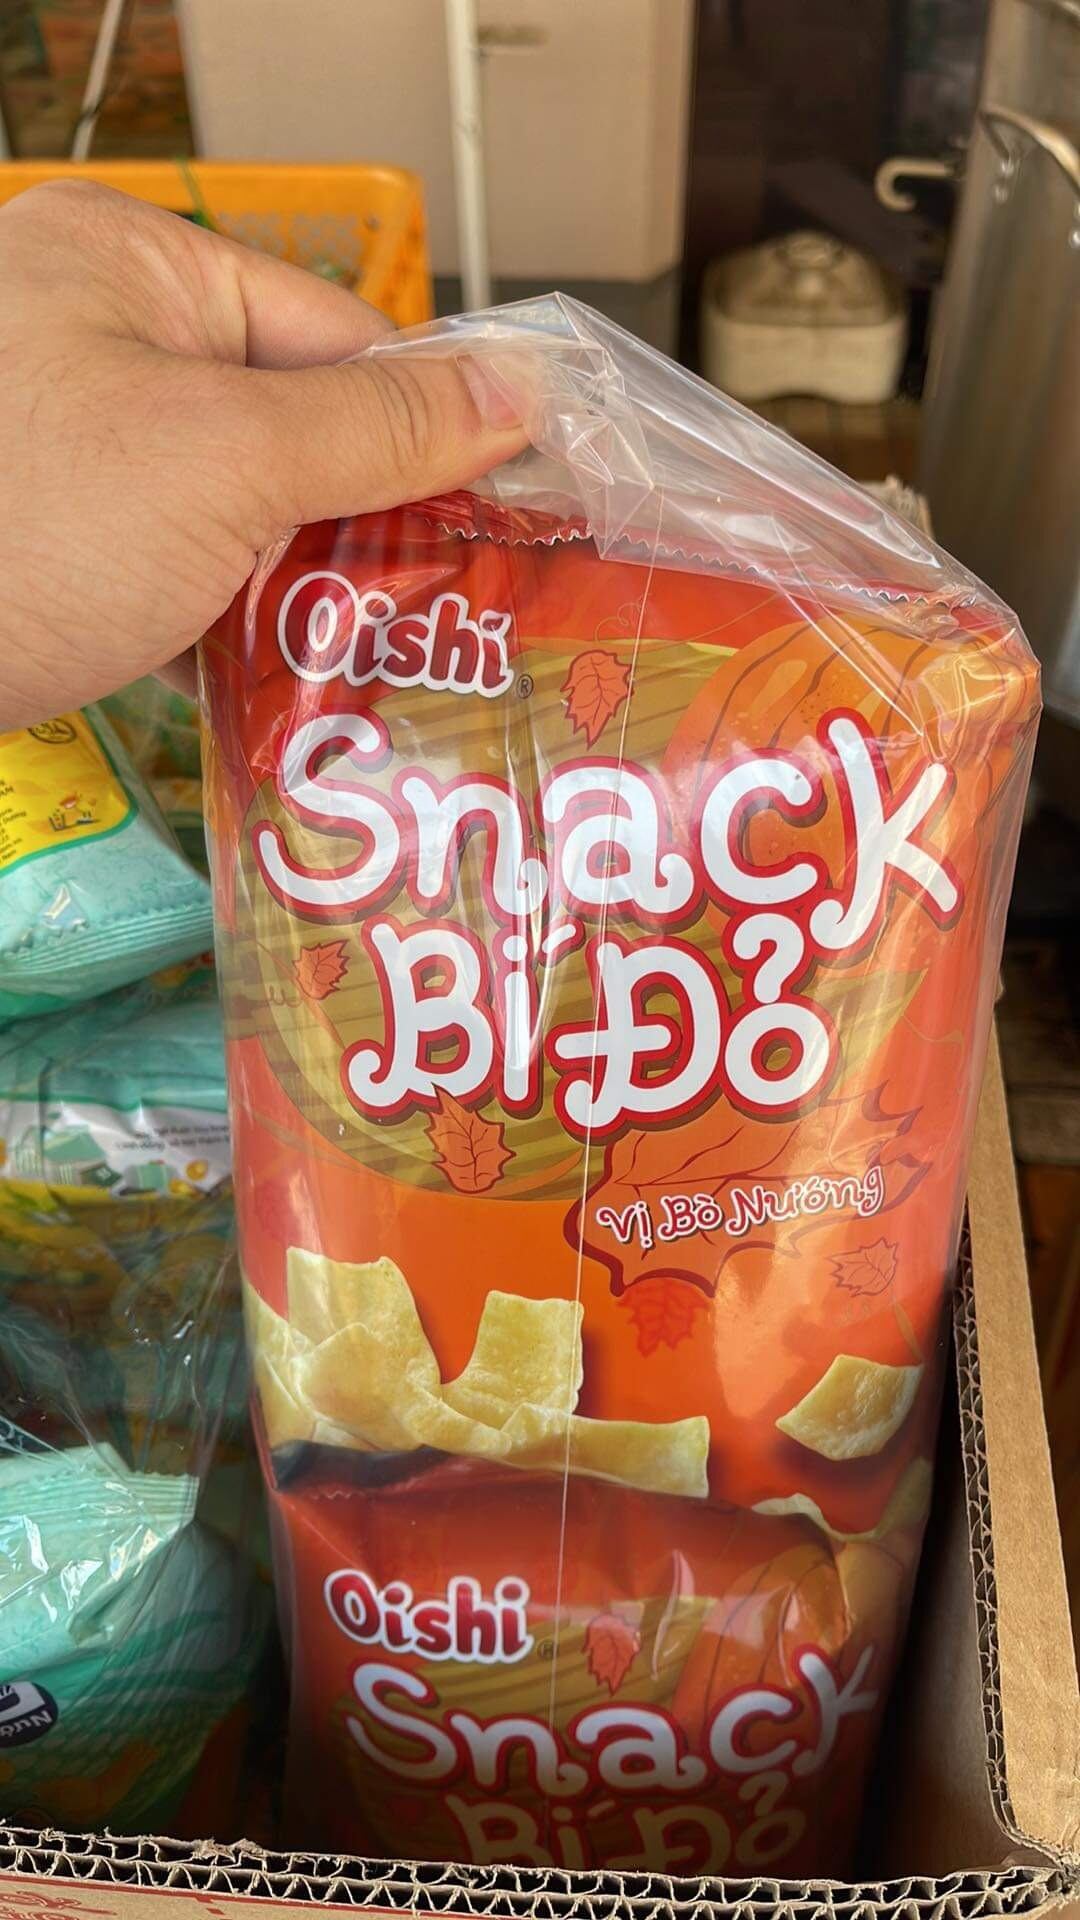 Oishi
Snack
Bí Đỏ
Vị Bò Nướng
Oishi
Snack
Bí Đỏ